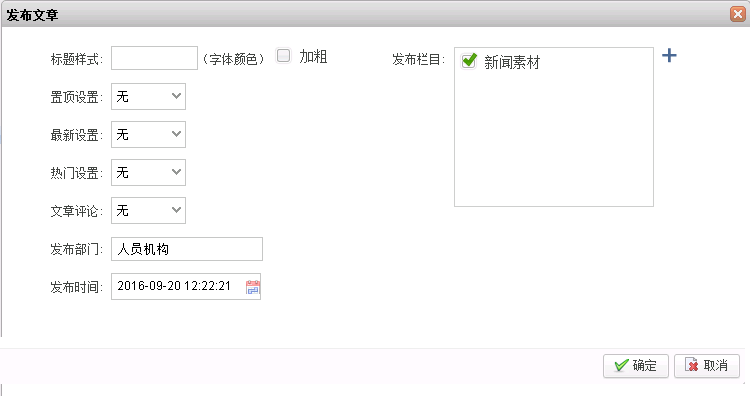 发布文章
标题样式: （字体颜色） 加粗
发布栏目: 新闻素材
置顶设置: 无
最新设置: 无
热门设置: 无
文章评论: 无
发布部门: 人员机构
发布时间: 2016-09-20 12:22:21
确定 取消